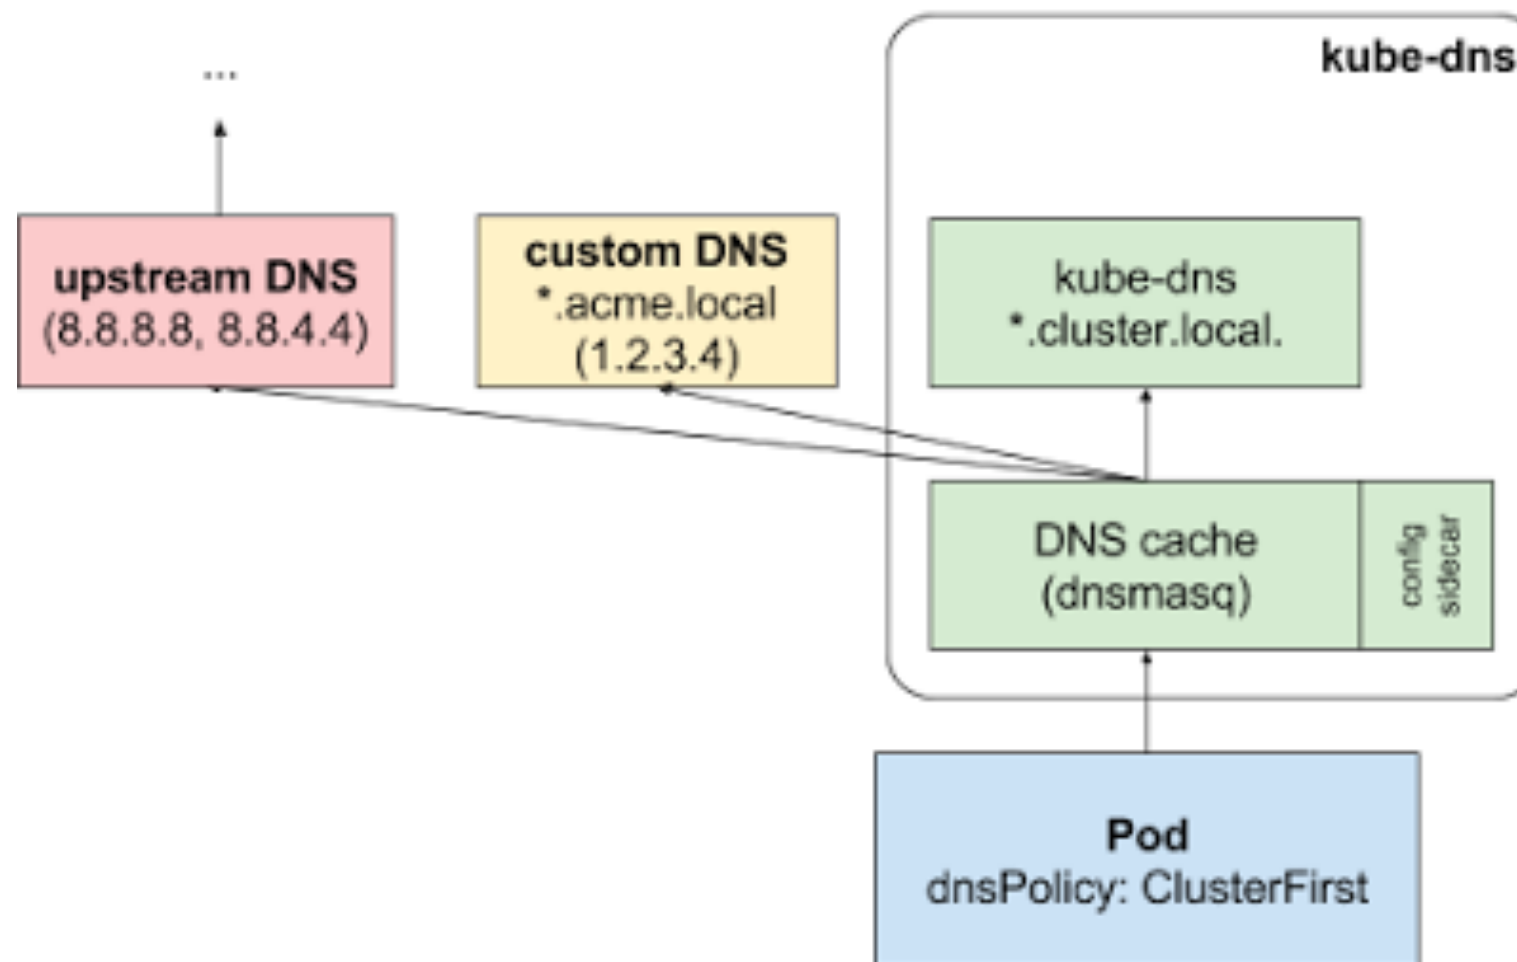 ...
kube-dns
upstream DNS
(8.8.8.8, 8.8.4.4)
custom DNS
*.acme.local
(1.2.3.4)
kube-dns
*.cluster.local.
DNS cache
(dnsmasq)
config
sidecar
Pod
dnsPolicy: ClusterFirst